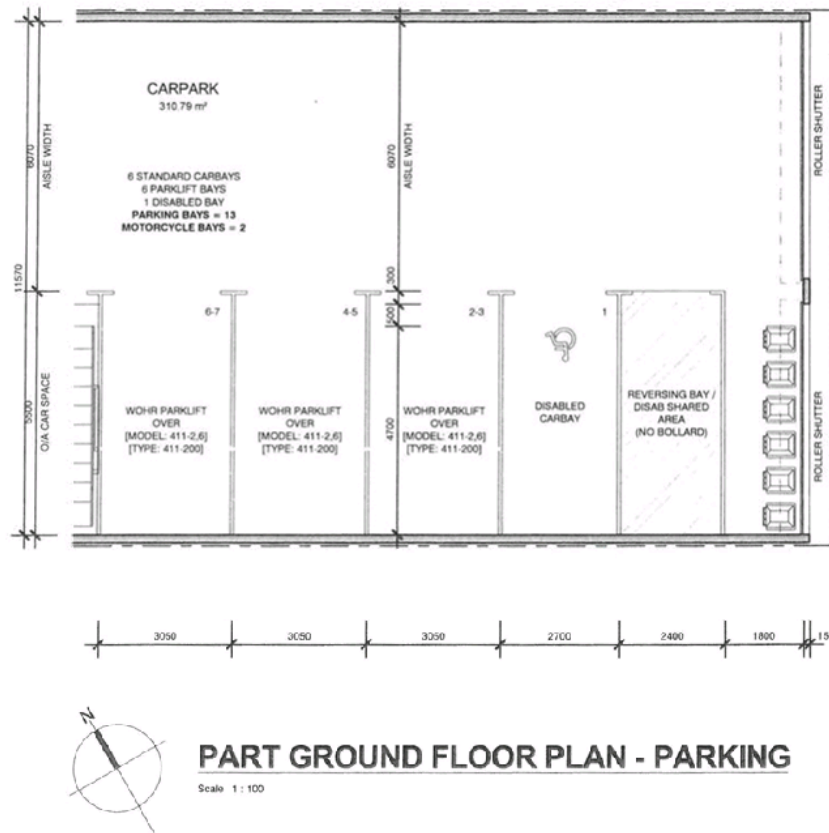 CARPARK
310.79 m²
6 STANDARD CARBAYS
6 PARKLIFT BAYS
1 DISABLED BAY
PARKING BAYS = 13
MOTORCYCLE BAYS = 2
11570
6070
AISLE WIDTH
5500
O/A CAR SPACE
6070
AISLE WIDTH
300
500
4700
ROLLER SHUTTER
ROLLER SHUTTER
6-7
4-5
2-3
1
WOHR PARKLIFT
OVER
[MODEL: 411-2,6]
[TYPE: 411-200]
WOHR PARKLIFT
OVER
[MODEL: 411-2,6]
[TYPE: 411-200]
WOHR PARKLIFT
OVER
[MODEL: 411-2,6]
[TYPE: 411-200]
DISABLED
CARBAY
REVERSING BAY /
DISAB SHARED
AREA
(NO BOLLARD)
3050
3050
3050
2700
2400
1800
15
N
PART GROUND FLOOR PLAN - PARKING
Scale 1 : 100